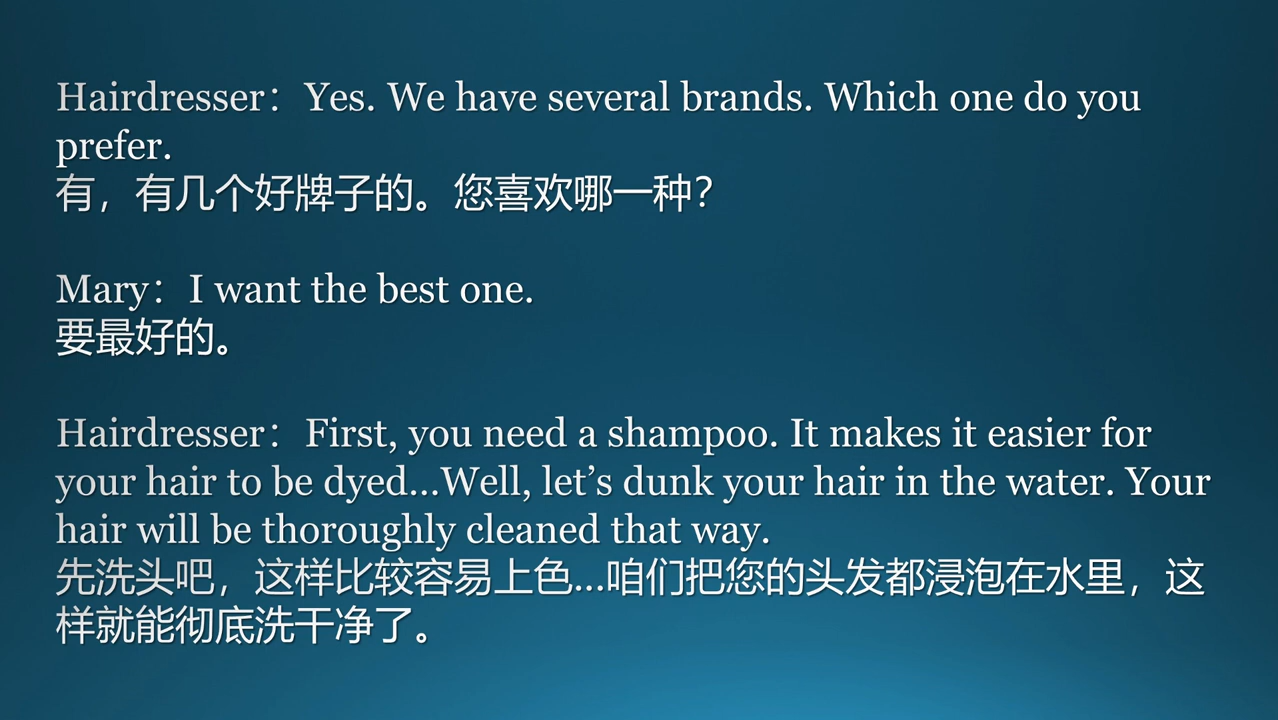 Hairdresser：Yes. We have several brands. Which one do you
prefer.
有，有几个好牌子的。您喜欢哪一种？
Mary：I want the best one.
要最好的。
Hairdresser：First, you need a shampoo. It makes it easier for
your hair to be dyed...Well, let’s dunk your hair in the water. Your
hair will be thoroughly cleaned that way.
先洗头吧，这样比较容易上色...咱们把您的头发都浸泡在水里，这
样就能彻底洗干净了。